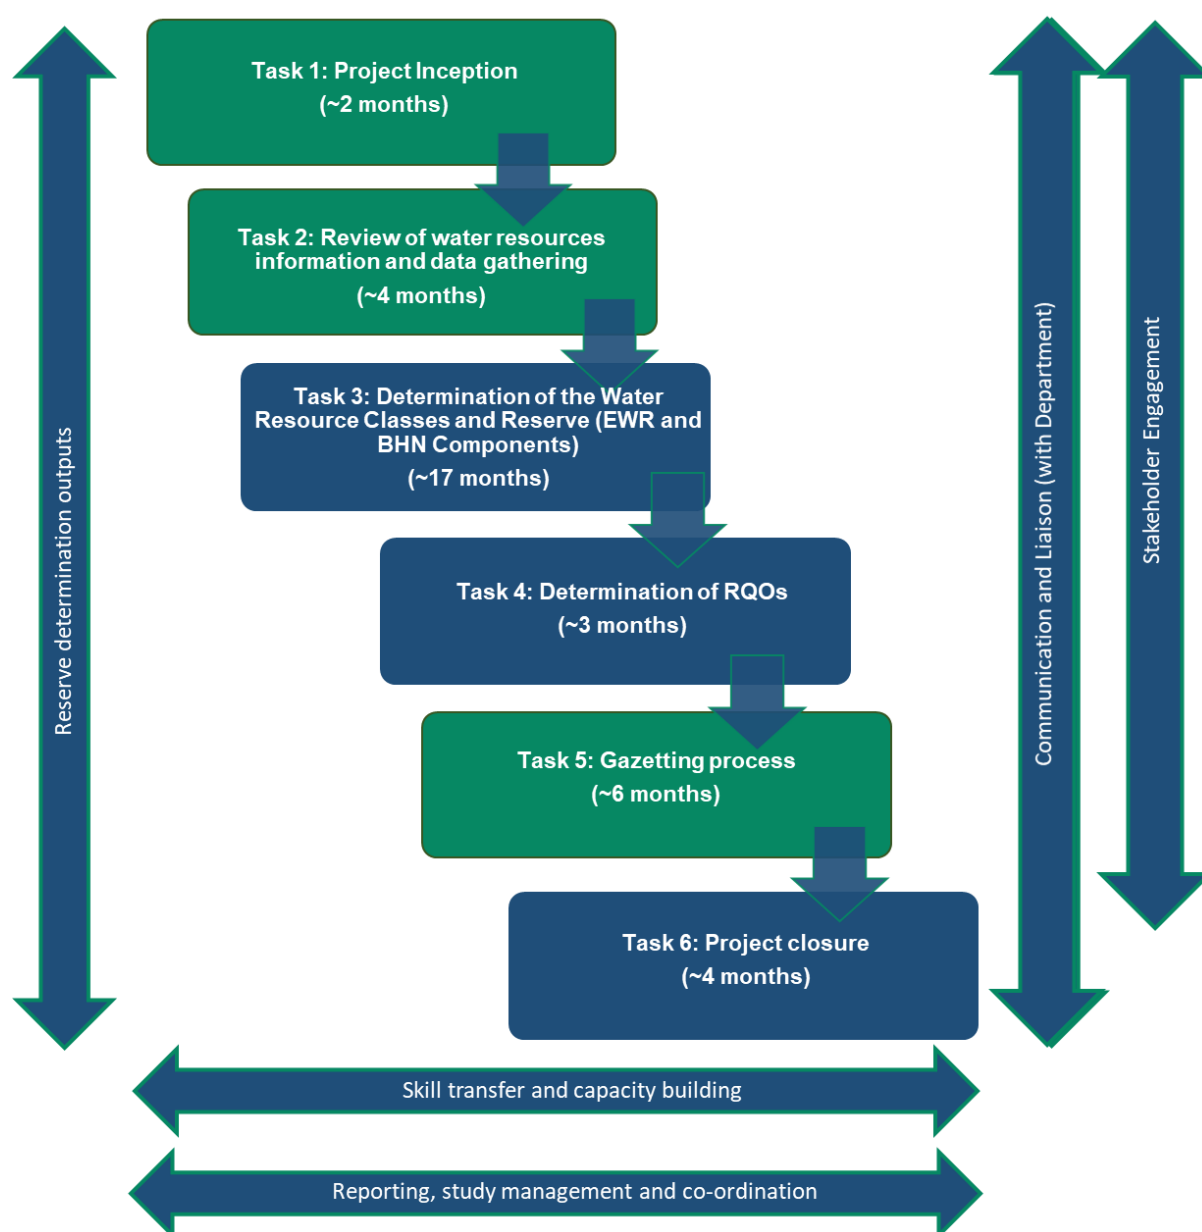 Task 1: Project Inception
(~2 months)
Task 2: Review of water resources
information and data gathering
(~4 months)
Task 3: Determination of the Water
Resource Classes and Reserve (EWR and
BHN Components)
(~17 months)
Task 4: Determination of RQOs
(~3 months)
Task 5: Gazetting process
(~6 months)
Task 6: Project closure
(~4 months)
Reserve determination outputs
Communication and Liaison (with Department)
Stakeholder Engagement
Skill transfer and capacity building
Reporting, study management and co-ordination